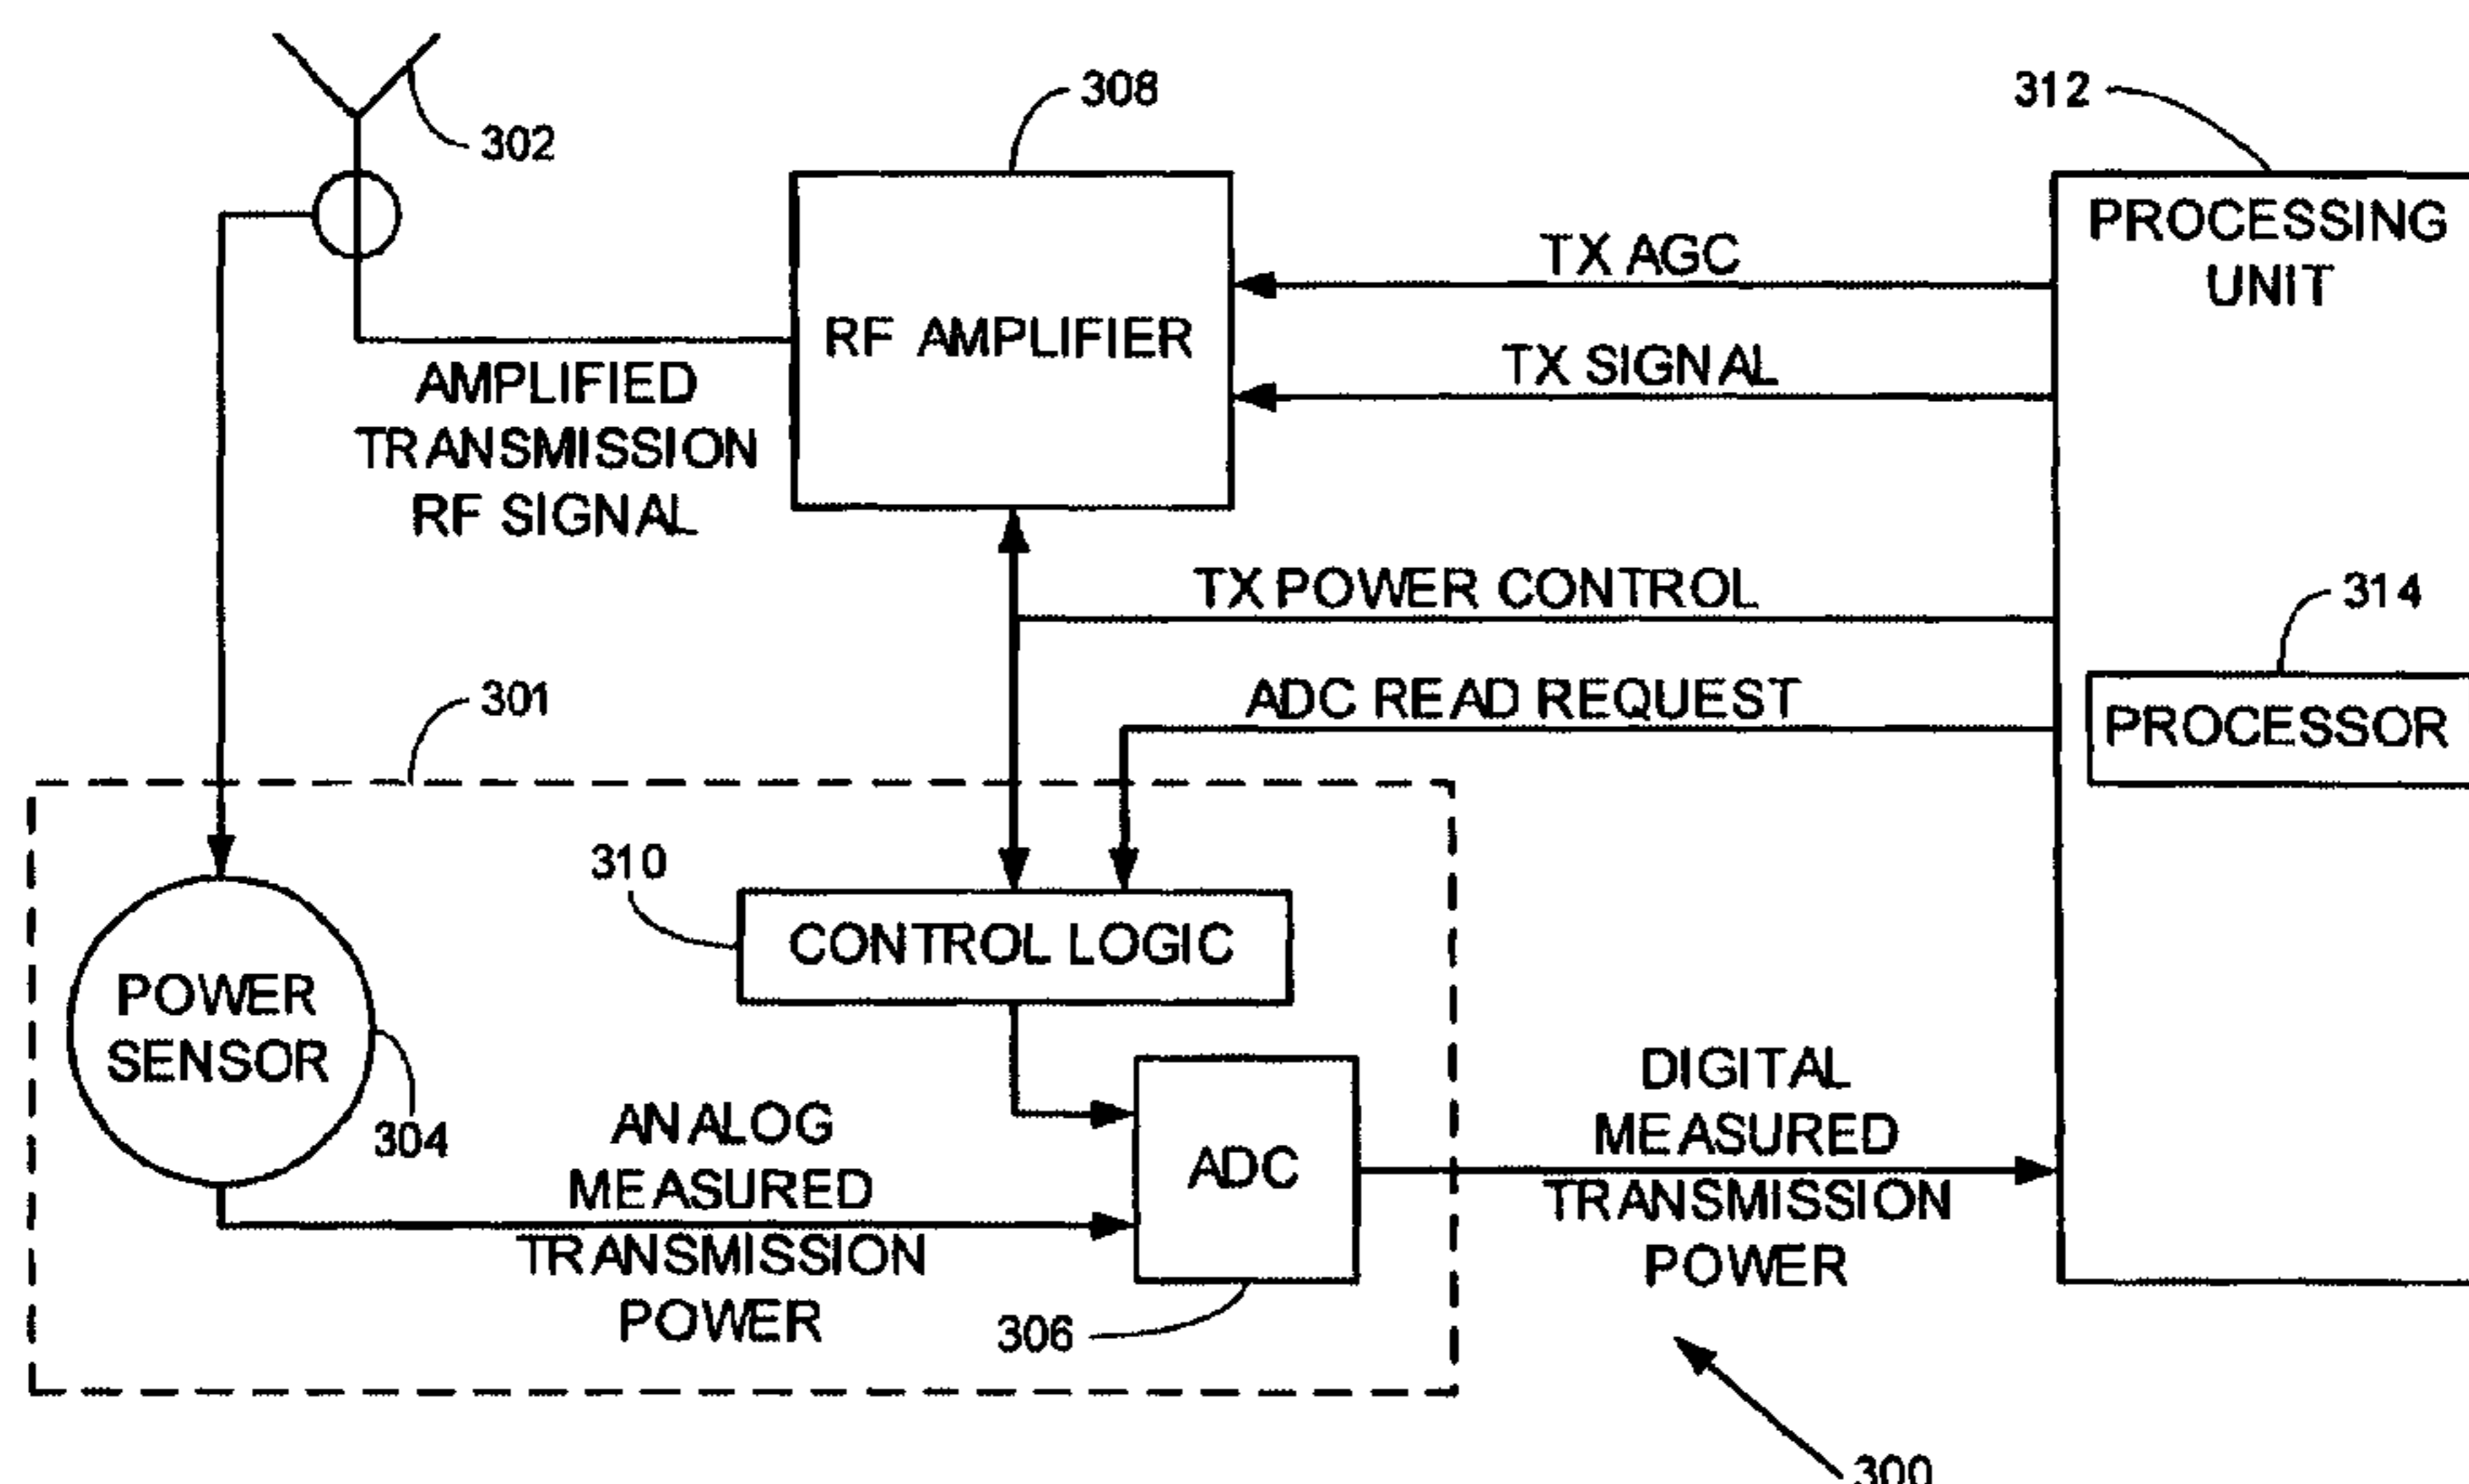 308
312
302
PROCESSING
UNIT
TX AGC
RF AMPLIFIER
TX SIGNAL
AMPLIFIED
TRANSMISSION
RF SIGNAL
TX POWER CONTROL
314
ADC READ REQUEST
301
PROCESSOR
310
CONTROL LOGIC
POWER
SENSOR
304
ANALOG
MEASURED
TRANSMISSION
POWER
ADC
306
DIGITAL
MEASURED
TRANSMISSION
POWER
300